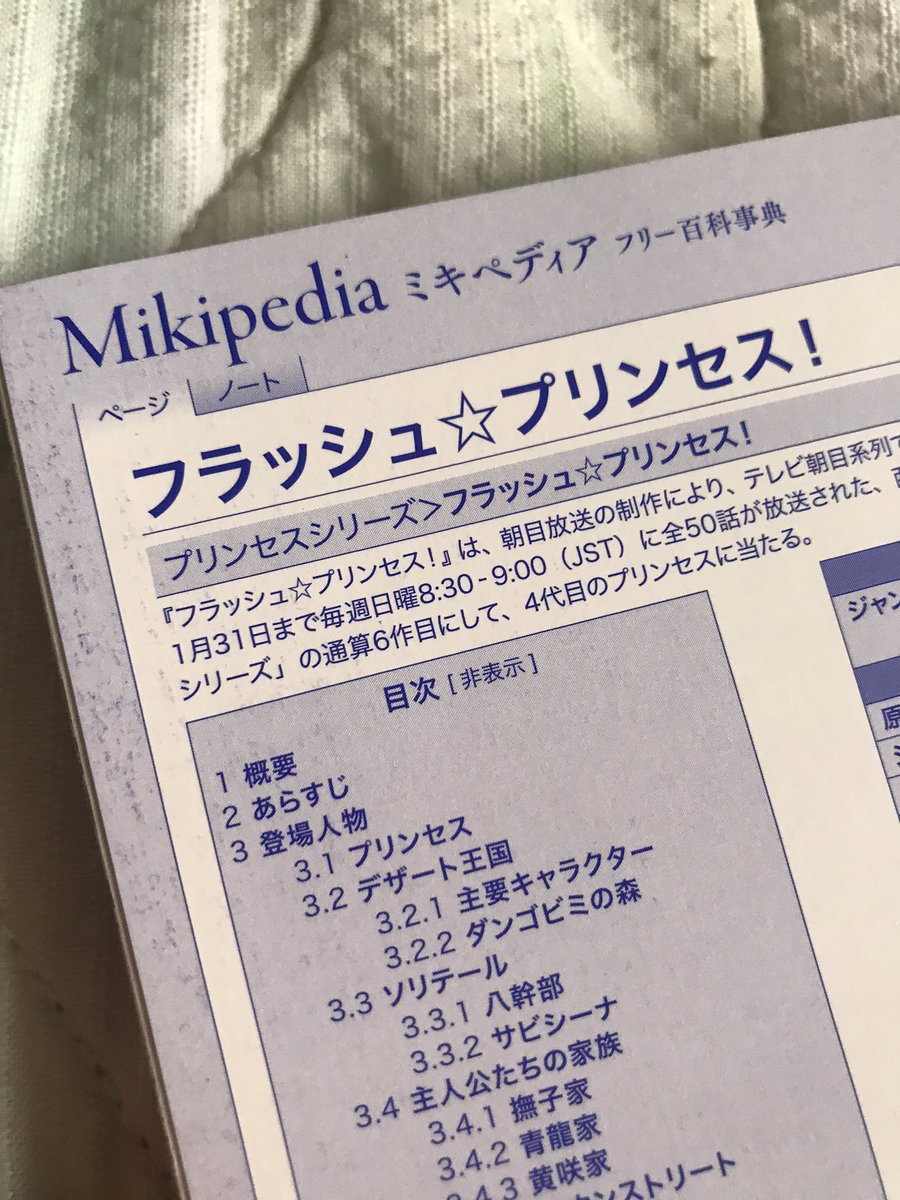 Mikipedia ミキペディア フリー百科事典
ページ ノート
フラッシュ☆プリンセス！
プリンセスシリーズ>フラッシュ☆プリンセス！
『フラッシュ☆プリンセス！』は、朝目放送の制作により、テレビ朝目系列で
1月31日まで毎週日曜8:30-9:00（JST）に全50話が放送された、
シリーズ」の通算6作目にして、4代目のプリンセスに当たる。
ジャン
原
目次 [非表示]
1 概要
2 あらすじ
3 登場人物
3.1 プリンセス
3.2 デザート王国
3.2.1 主要キャラクター
3.2.2 ダンゴビミの森
3.3 ソリテール
3.3.1 八幹部
3.3.2 サビシーナ
3.4 主人公たちの家族
3.4.1 撫子家
3.4.2 青龍家
3.4.3 黄咲家
ンストリート